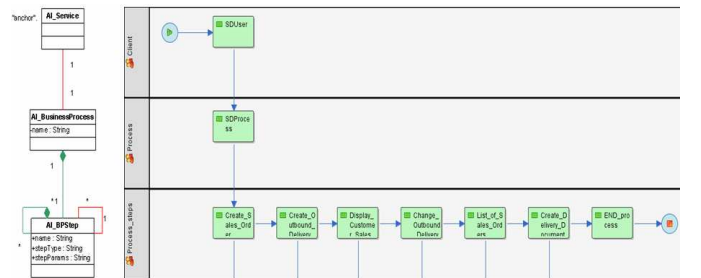 "anchor".
AI_Service
1
1
AI_BusinessProcess
-name : String
1
*1
*
1
*
AI_BPStep
+name : String
+stepType : String
+stepParams : String
Client
SDUser
Process
SDProce
ss
Process_steps
Create_S
ales_Ord
er
Create_O
utbound_
Delivery
Display_
Custome
r_Sales
Change_
Outbound
Delivery
List_of_S
ales_Ord
ers
Create_D
elivery_D
ocument
END_pro
cess